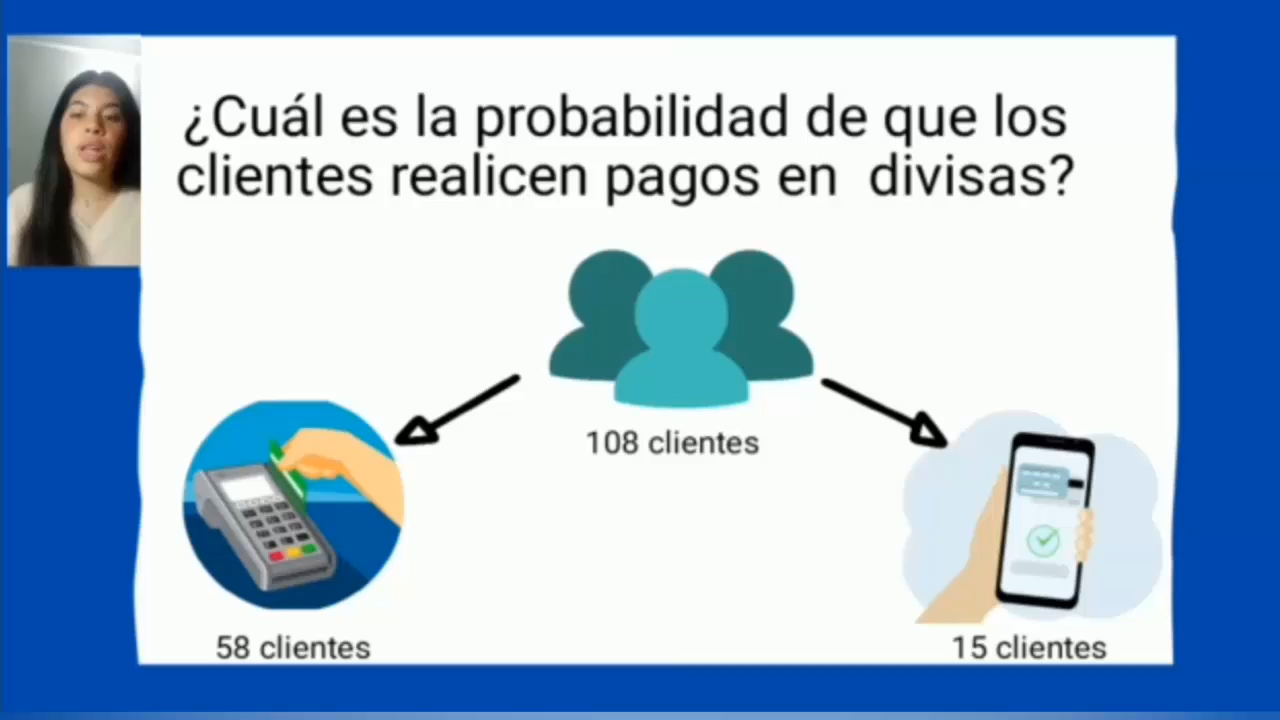 ¿Cuál es la probabilidad de que los
clientes realicen pagos en divisas?
108 clientes
58 clientes
15 clientes